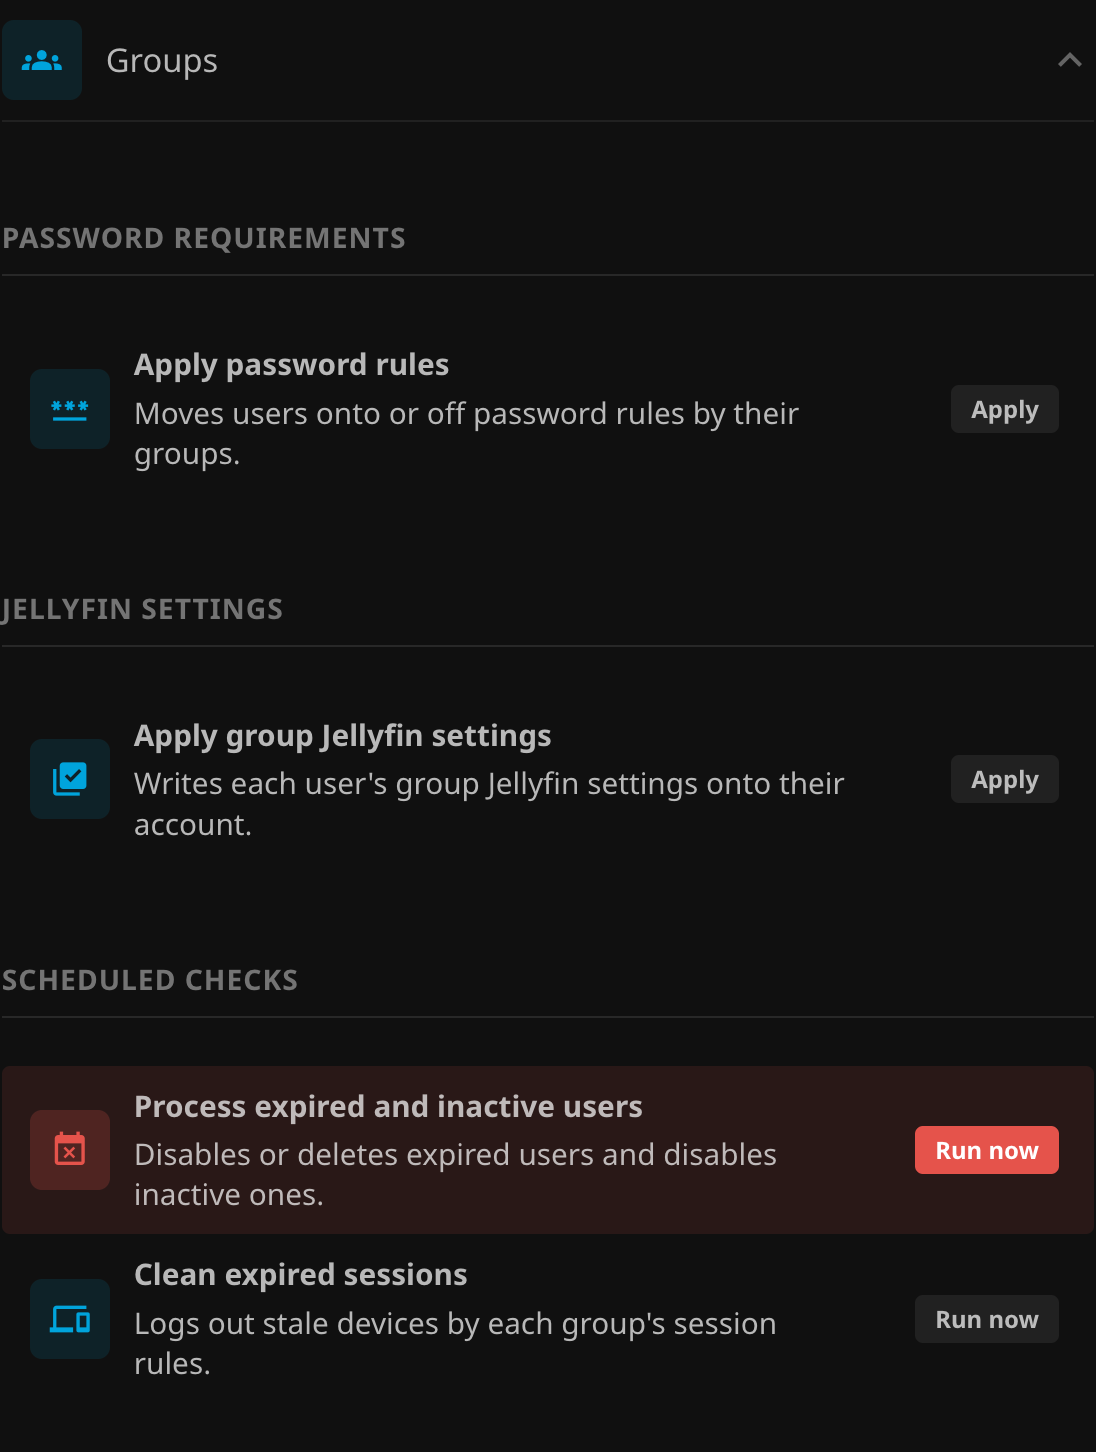 Groups
PASSWORD REQUIREMENTS
Apply password rules
Moves users onto or off password rules by their
groups.
Apply
JELLYFIN SETTINGS
Apply group Jellyfin settings
Writes each user's group Jellyfin settings onto their
account.
Apply
SCHEDULED CHECKS
Process expired and inactive users
Disables or deletes expired users and disables
inactive ones.
Run now
Clean expired sessions
Logs out stale devices by each group's session
rules.
Run now